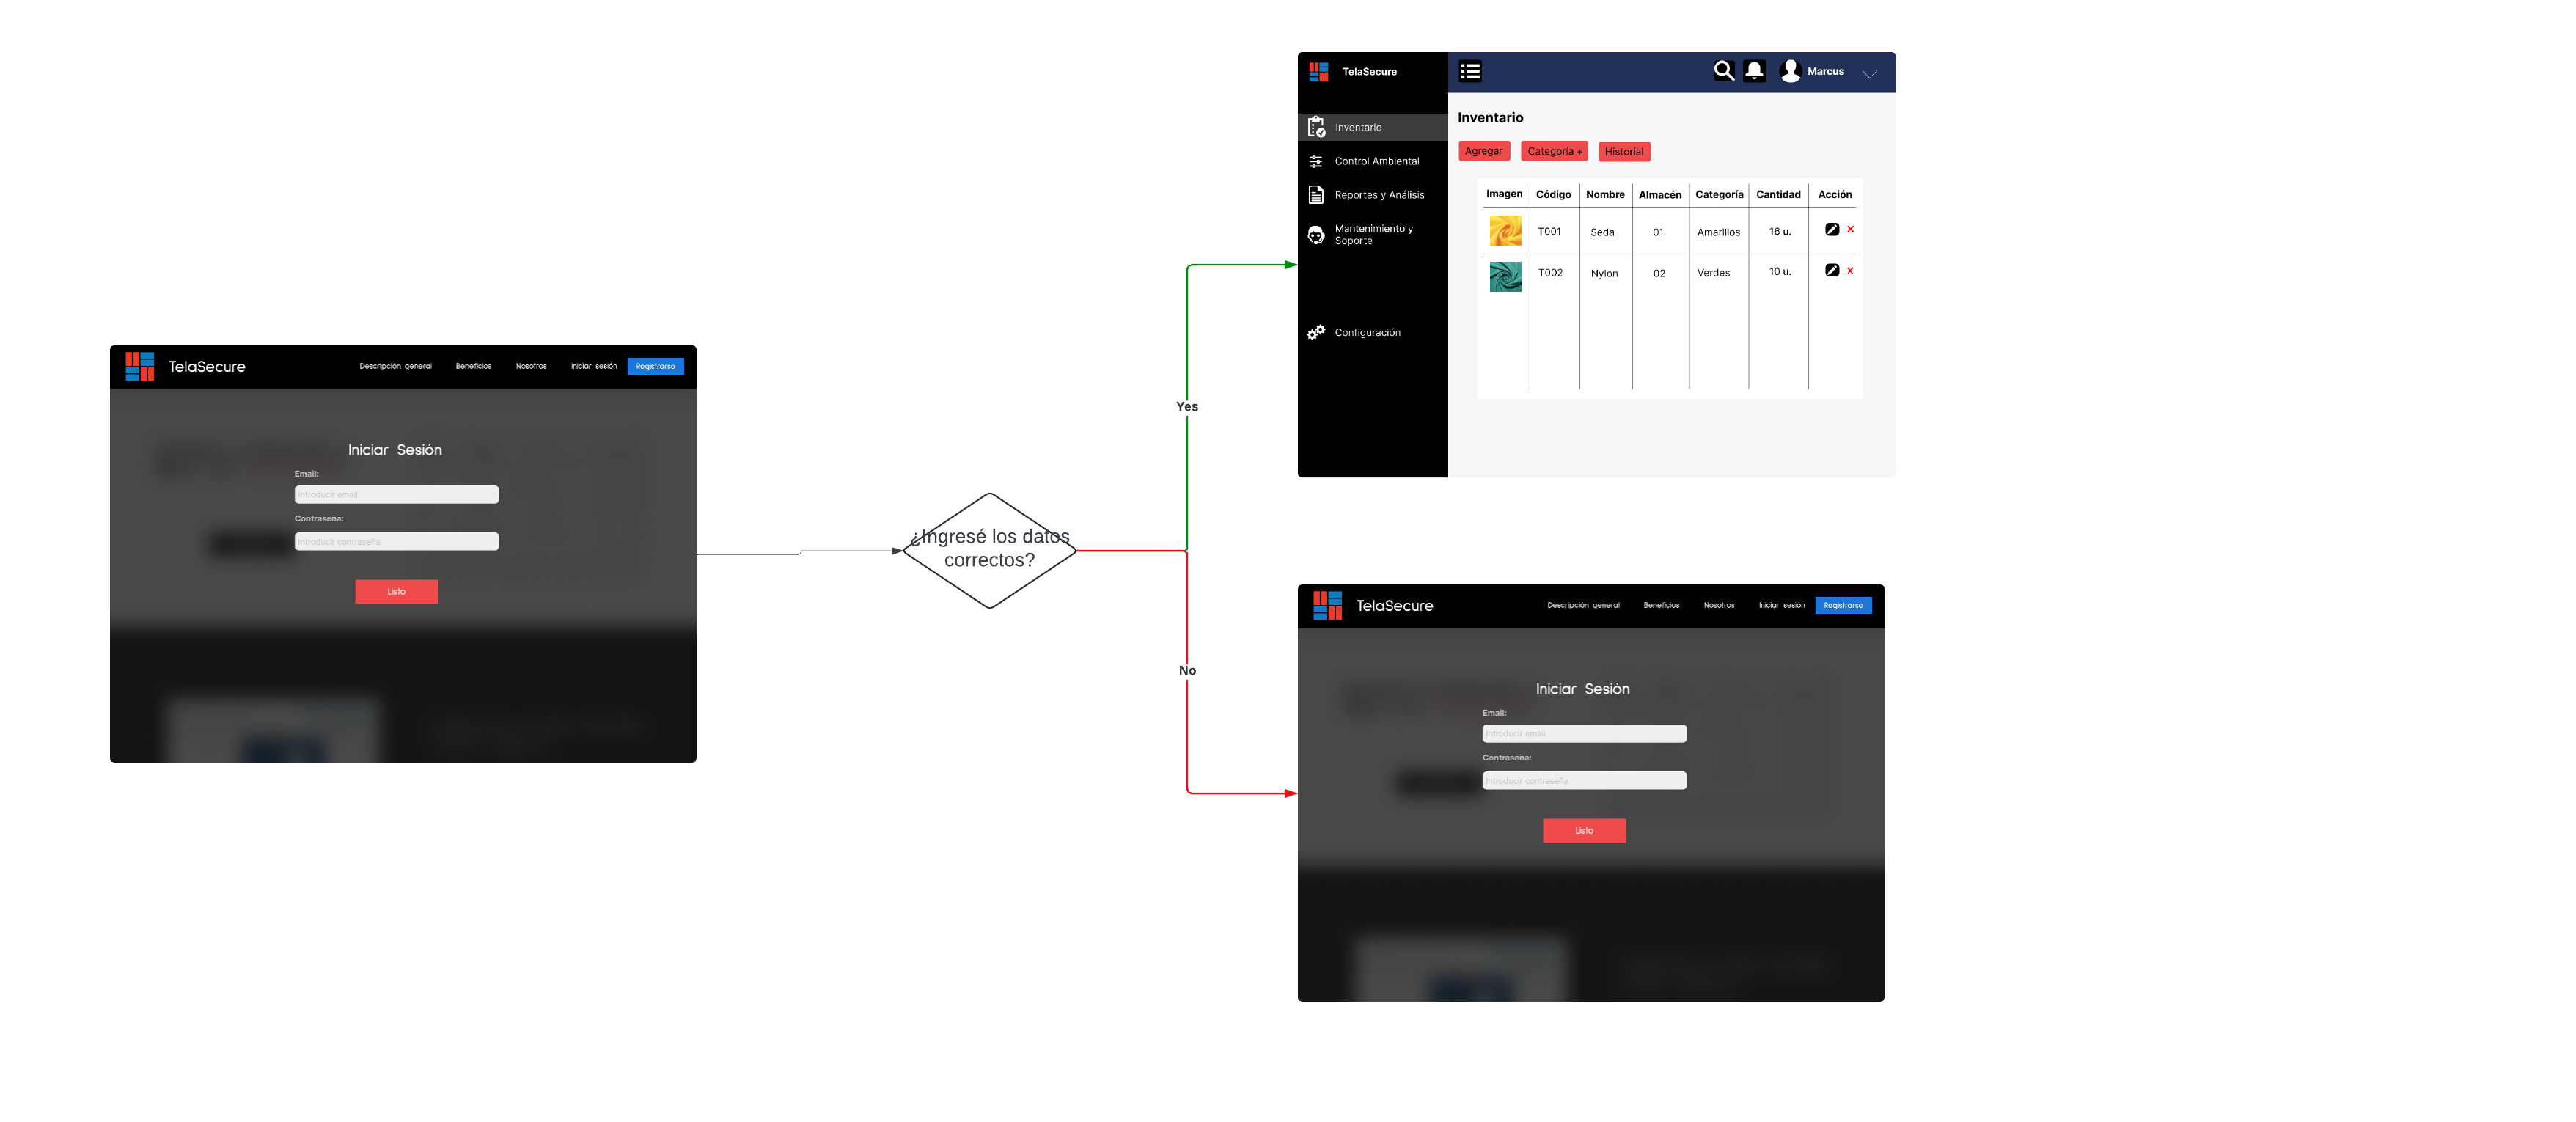 TelaSecure
Descripción general Beneficios Nosotros Iniciar sesión Registrarse
Iniciar Sesión
Email:
Introducir email
Contraseña:
Introducir contraseña
Listo
¿Ingresé los datos
correctos?
Yes
No
TelaSecure
Marcus
Inventario
Control Ambiental
Reportes y Análisis
Mantenimiento y
Soporte
Configuración
Inventario
Agregar Categoría + Historial
Imagen Código Nombre Almacén Categoría Cantidad Acción
T001 Seda 01 Amarillos 16 u.
T002 Nylon 02 Verdes 10 u.
TelaSecure
Descripción general Beneficios Nosotros Iniciar sesión Registrarse
Iniciar Sesión
Email:
Introducir email
Contraseña:
Introducir contraseña
Listo